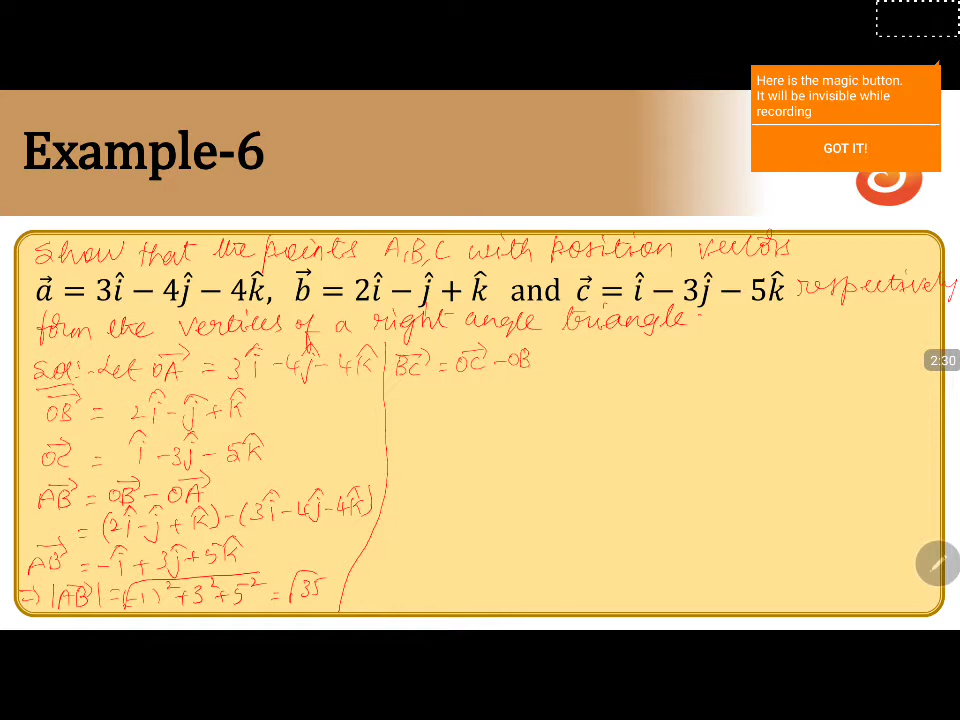 Here is the magic button.
It will be invisible while
recording
GOT IT!
Example-6
Show that the points A,B,C with position vectors
a⃗ = 3î − 4ĵ − 4k̂, b⃗ = 2î − ĵ + k̂ and c⃗ = î − 3ĵ − 5k̂ respectively
form the vertices of a right angle triangle.
Sol:- Let OA⃗ = 3î − 4ĵ − 4k̂
OB⃗ = 2î − ĵ + k̂
OC⃗ = î − 3ĵ − 5k̂
AB⃗ = OB⃗ − OA⃗
= (2î − ĵ + k̂) − (3î − 4ĵ − 4k̂)
AB⃗ = −î + 3ĵ + 5k̂
⇒ |AB⃗| = √((−1)² + 3² + 5²) = √35
BC⃗ = OC⃗ − OB
2:30